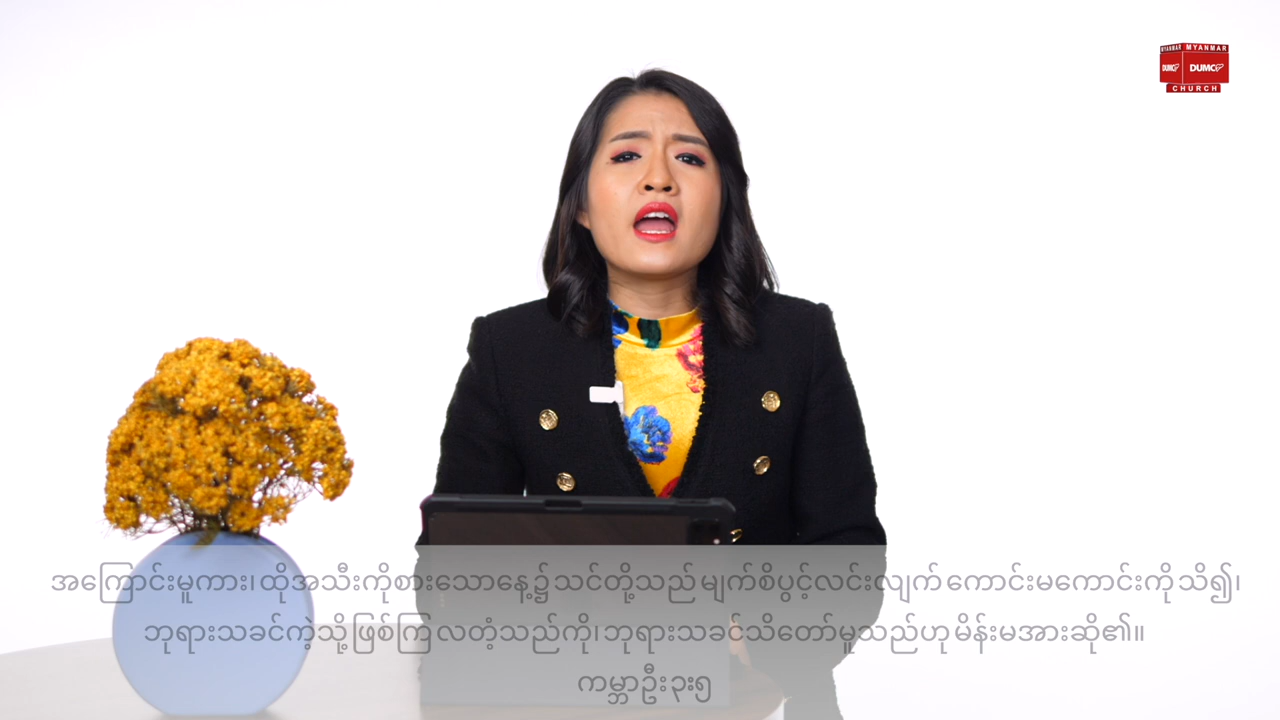 MYANMAR MYANMAR
DUMC DUMC
CHURCH
အကြောင်းမူကား၊ ထိုအသီးကိုစားသောနေ့၌ သင်တို့သည် မျက်စိပွင့်လင်းလျက် ကောင်းမကောင်းကို သိ၍၊
ဘုရားသခင်ကဲ့သို့ ဖြစ်ကြလတံ့သည်ကို၊ ဘုရားသခင်သိတော်မူသည်ဟု မိန်းမအားဆို၏။
ကမ္ဘာဦး ၃း၅